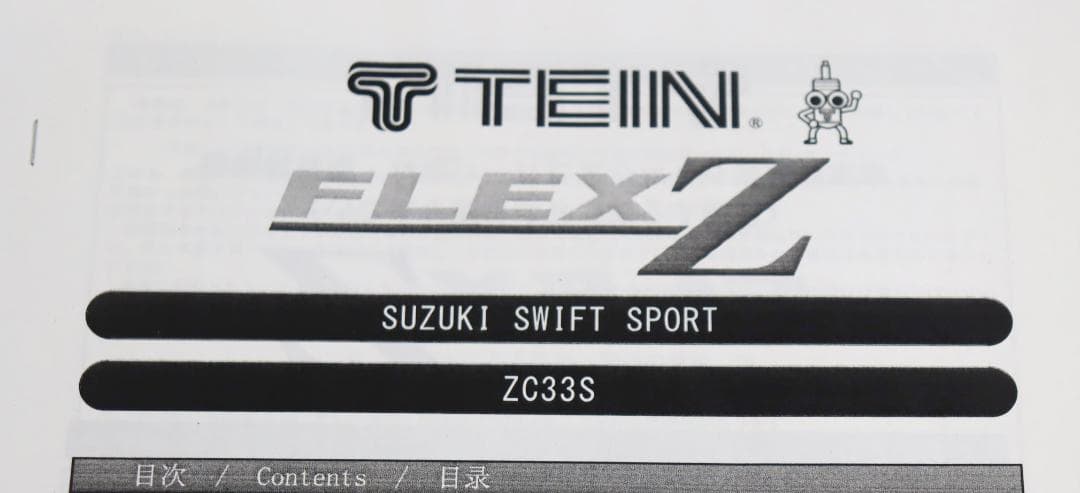 TEIN®
FLEX Z
SUZUKI SWIFT SPORT
ZC33S
目次 / Contents / 目录